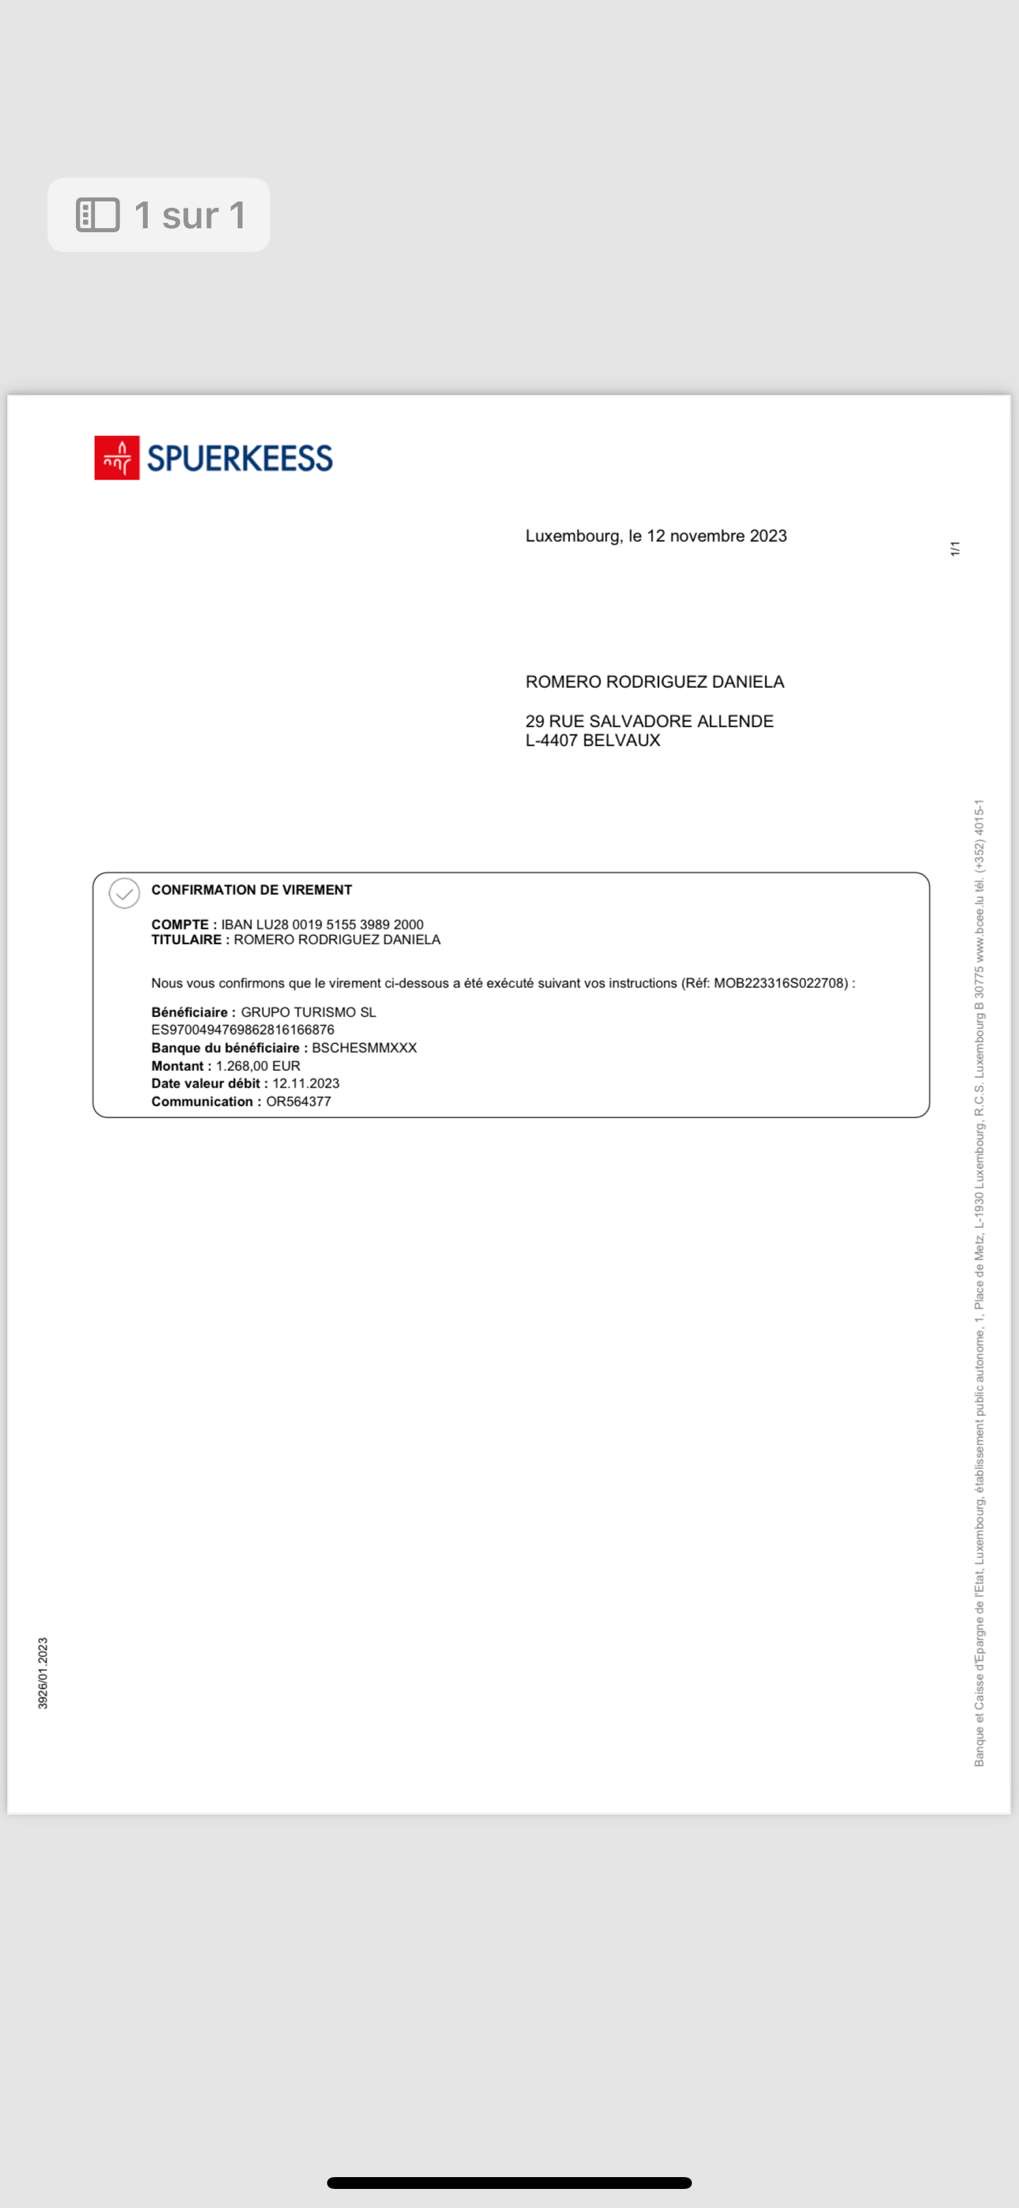 1 sur 1
SPUERKEESS
Luxembourg, le 12 novembre 2023
1/1
ROMERO RODRIGUEZ DANIELA
29 RUE SALVADORE ALLENDE
L-4407 BELVAUX
CONFIRMATION DE VIREMENT
COMPTE : IBAN LU28 0019 5155 3989 2000
TITULAIRE : ROMERO RODRIGUEZ DANIELA
Nous vous confirmons que le virement ci-dessous a été exécuté suivant vos instructions (Réf: MOB223316S022708) :
Bénéficiaire : GRUPO TURISMO SL
ES9700494769862816166876
Banque du bénéficiaire : BSCHESMMXXX
Montant : 1.268,00 EUR
Date valeur débit : 12.11.2023
Communication : OR564377
Banque et Caisse d'Epargne de l'Etat, Luxembourg, établissement public autonome, 1, Place de Metz, L-1930 Luxembourg, R.C.S. Luxembourg B 30775 www.bcee.lu tél. (+352) 4015-1
3926/01.2023